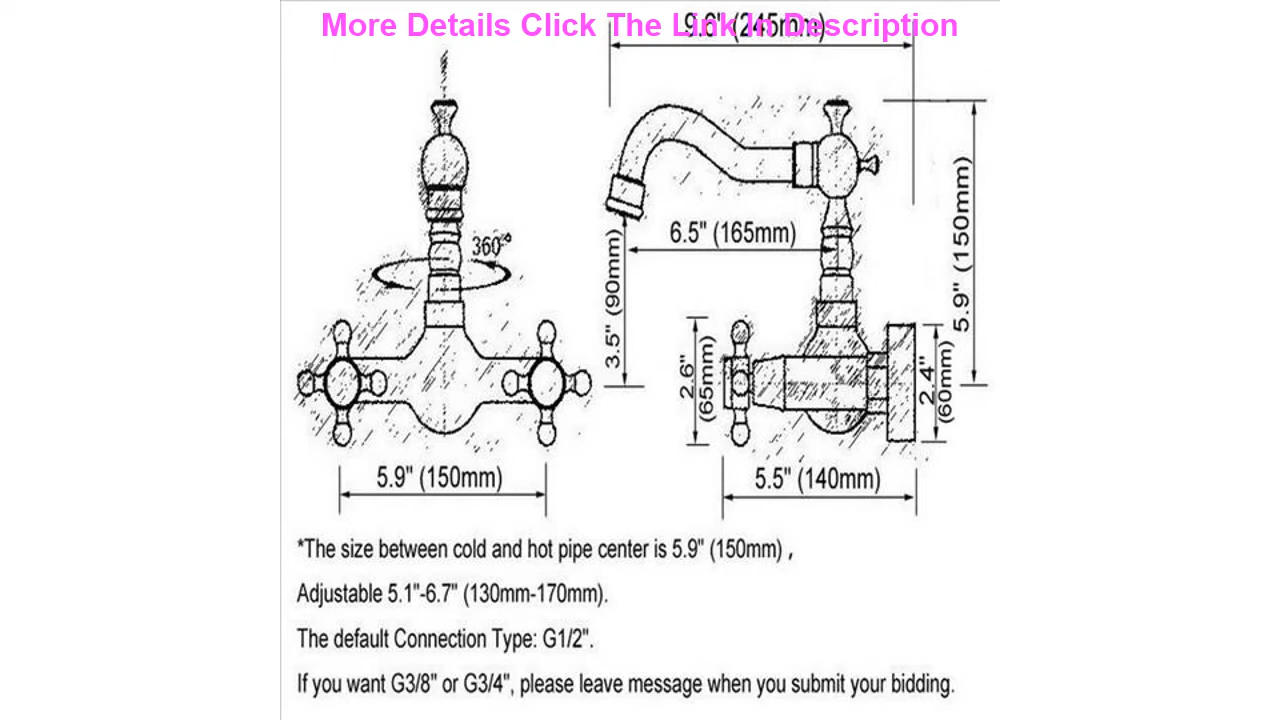 More Details Click The Link In Description
9.6" (245mm)
360°
6.5" (165mm)
3.5" (90mm)
5.9" (150mm)
2.6"
(65mm)
2.4"
(60mm)
5.9" (150mm)
5.5" (140mm)
*The size between cold and hot pipe center is 5.9" (150mm) ,
Adjustable 5.1"-6.7" (130mm-170mm).
The default Connection Type: G1/2".
If you want G3/8" or G3/4", please leave message when you submit your bidding.